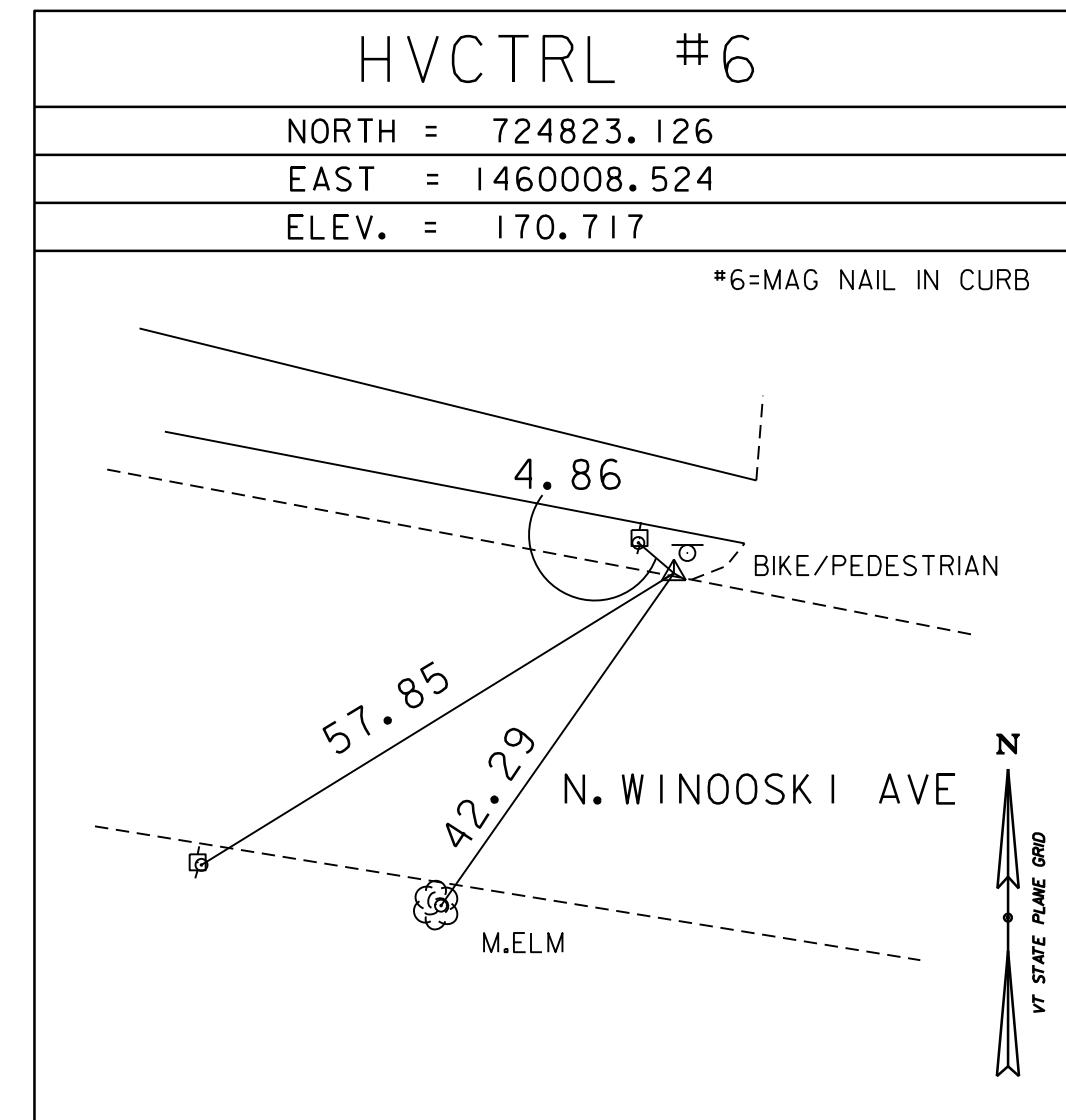 HVCTRL #6
NORTH = 724823.126
EAST = 1460008.524
ELEV. = 170.717
#6=MAG NAIL IN CURB
4.86
BIKE/PEDESTRIAN
57.85
42.29
N. WINOOSKI AVE
N
VT STATE PLANE GRID
M.ELM